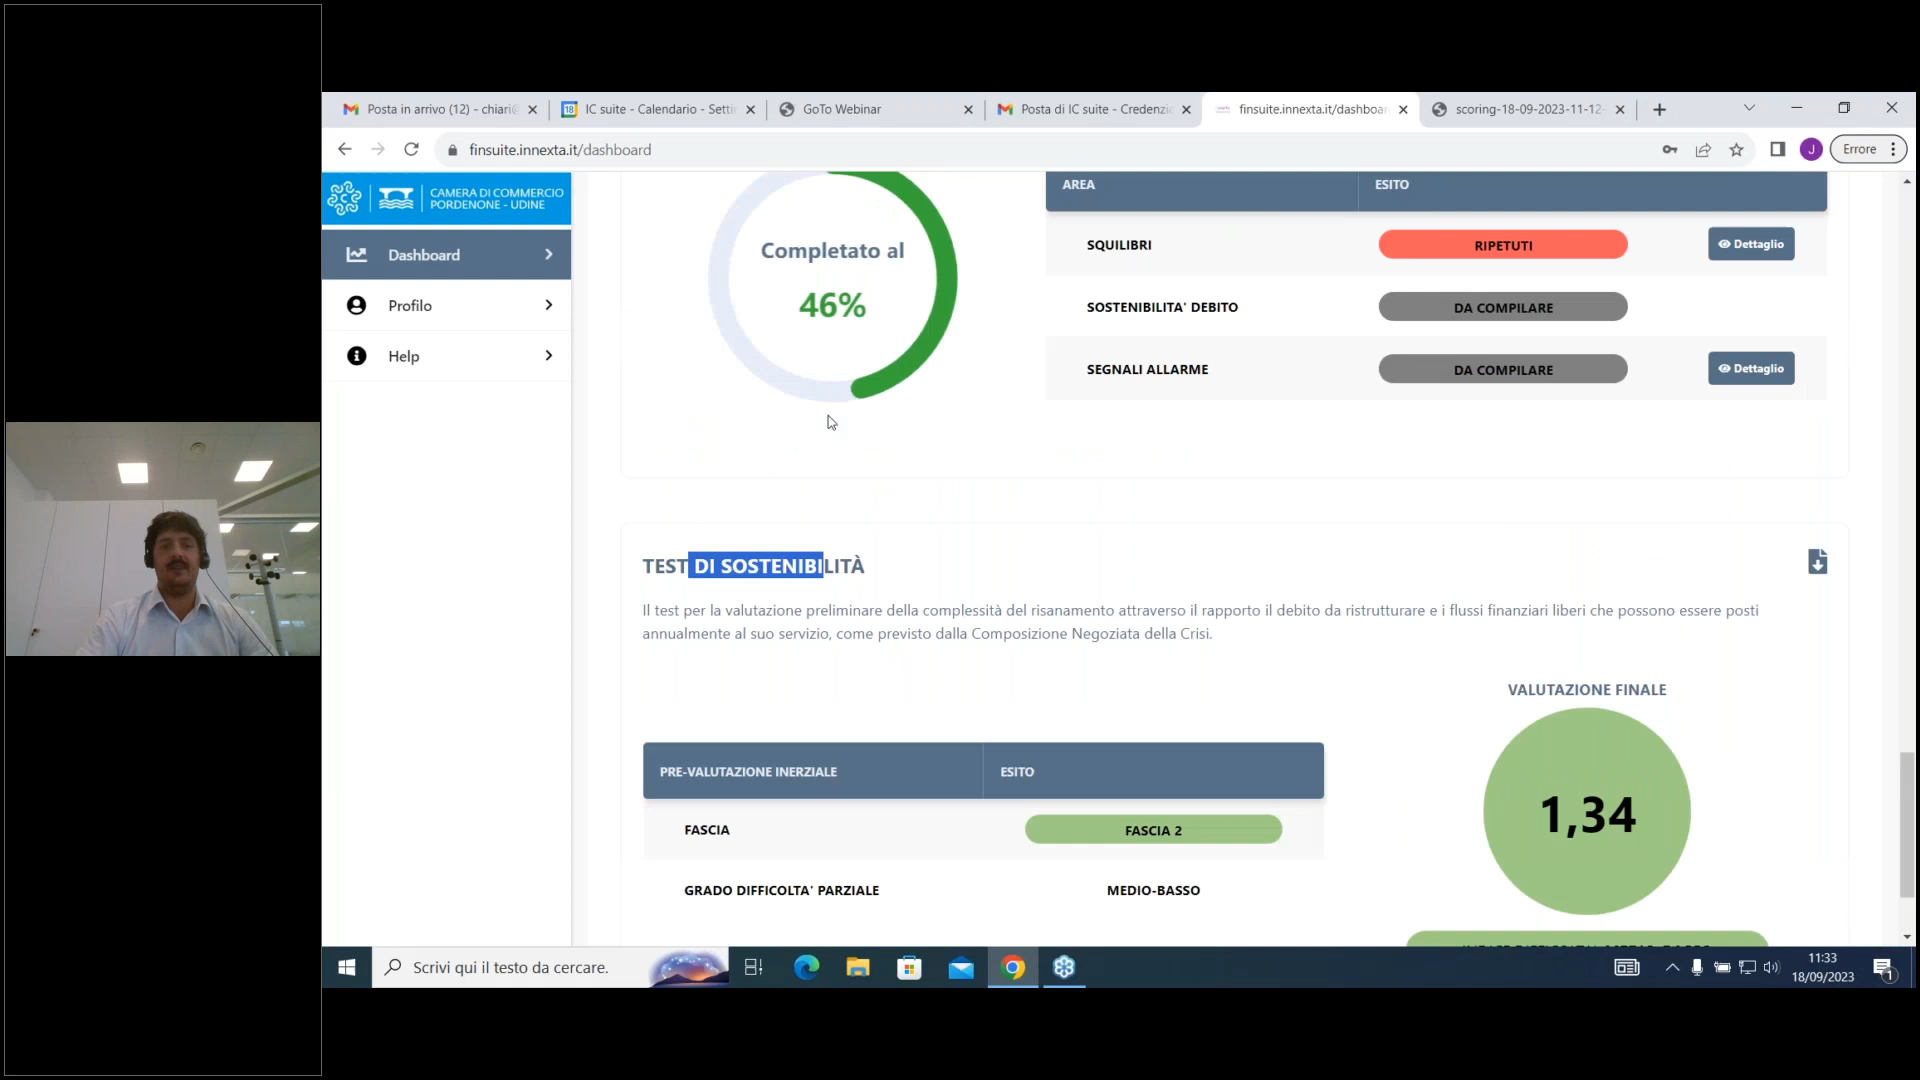 Posta in arrivo (12) - chiari@
IC suite - Calendario - Setti
GoTo Webinar
Posta di IC suite - Credenzi
finsuite.innexta.it/dashboar
scoring-18-09-2023-11-12-
finsuite.innexta.it/dashboard
J
Errore
CAMERA DI COMMERCIO
PORDENONE - UDINE
Dashboard
Profilo
Help
Completato al
46%
AREA
ESITO
SQUILIBRI
RIPETUTI
Dettaglio
SOSTENIBILITA' DEBITO
DA COMPILARE
SEGNALI ALLARME
DA COMPILARE
Dettaglio
TEST DI SOSTENIBILITÀ
Il test per la valutazione preliminare della complessità del risanamento attraverso il rapporto il debito da ristrutturare e i flussi finanziari liberi che possono essere posti
annualmente al suo servizio, come previsto dalla Composizione Negoziata della Crisi.
VALUTAZIONE FINALE
1,34
PRE-VALUTAZIONE INERZIALE
ESITO
FASCIA
FASCIA 2
GRADO DIFFICOLTA' PARZIALE
MEDIO-BASSO
Scrivi qui il testo da cercare.
11:33
18/09/2023
1